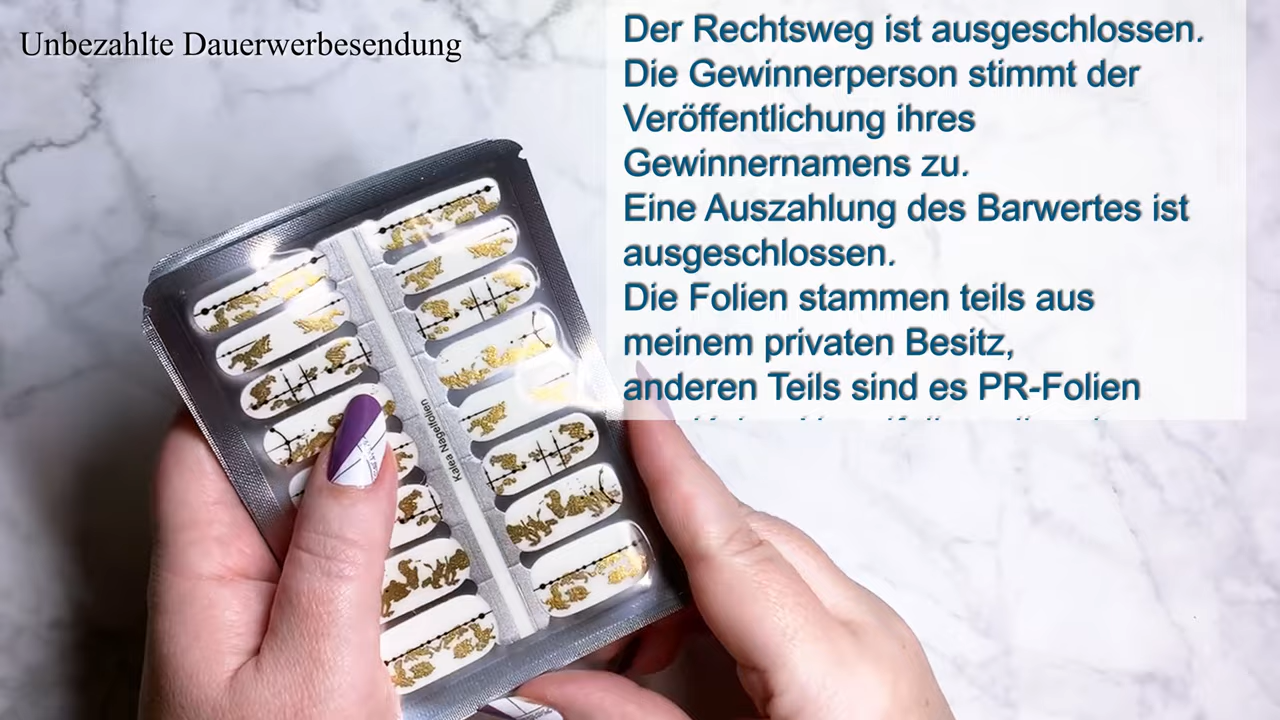 Unbezahlte Dauerwerbesendung
Der Rechtsweg ist ausgeschlossen.
Die Gewinnerperson stimmt der
Veröffentlichung ihres
Gewinnernamens zu.
Eine Auszahlung des Barwertes ist
ausgeschlossen.
Die Folien stammen teils aus
meinem privaten Besitz,
anderen Teils sind es PR-Folien
Kalea Nagelfolien